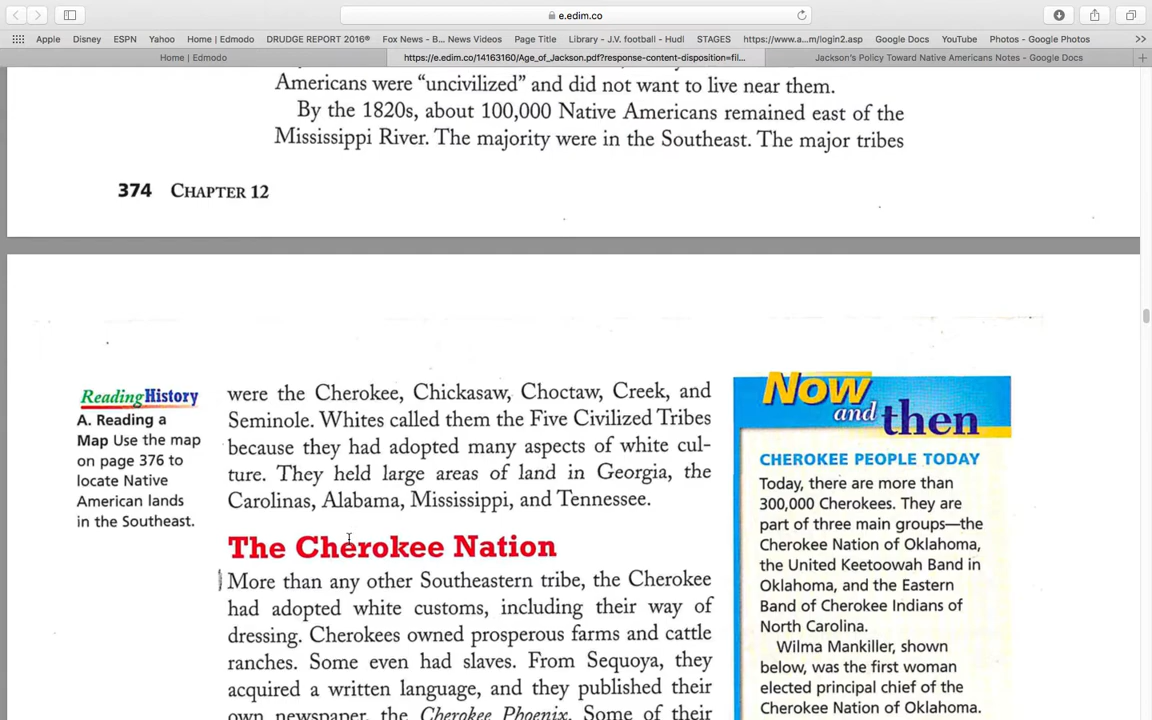 e.edim.co
Apple Disney ESPN Yahoo Home | Edmodo DRUDGE REPORT 2016® Fox News - B... News Videos Page Title Library - J.V. football - Hudl STAGES https://www.a...m/login2.asp Google Docs YouTube Photos - Google Photos >>
Home | Edmodo https://e.edim.co/14163160/Age_of_Jackson.pdf?response-content-disposition=fil... Jackson's Policy Toward Native Americans Notes - Google Docs +
Americans were “uncivilized” and did not want to live near them.
By the 1820s, about 100,000 Native Americans remained east of the
Mississippi River. The majority were in the Southeast. The major tribes
374 CHAPTER 12
ReadingHistory
A. Reading a
Map Use the map
on page 376 to
locate Native
American lands
in the Southeast.
were the Cherokee, Chickasaw, Choctaw, Creek, and
Seminole. Whites called them the Five Civilized Tribes
because they had adopted many aspects of white cul-
ture. They held large areas of land in Georgia, the
Carolinas, Alabama, Mississippi, and Tennessee.
The Cherokee Nation
More than any other Southeastern tribe, the Cherokee
had adopted white customs, including their way of
dressing. Cherokees owned prosperous farms and cattle
ranches. Some even had slaves. From Sequoya, they
acquired a written language, and they published their
own newspaper, the Cherokee Phoenix. Some of their
Now
and then
CHEROKEE PEOPLE TODAY
Today, there are more than
300,000 Cherokees. They are
part of three main groups—the
Cherokee Nation of Oklahoma,
the United Keetoowah Band in
Oklahoma, and the Eastern
Band of Cherokee Indians of
North Carolina.
Wilma Mankiller, shown
below, was the first woman
elected principal chief of the
Cherokee Nation of Oklahoma.